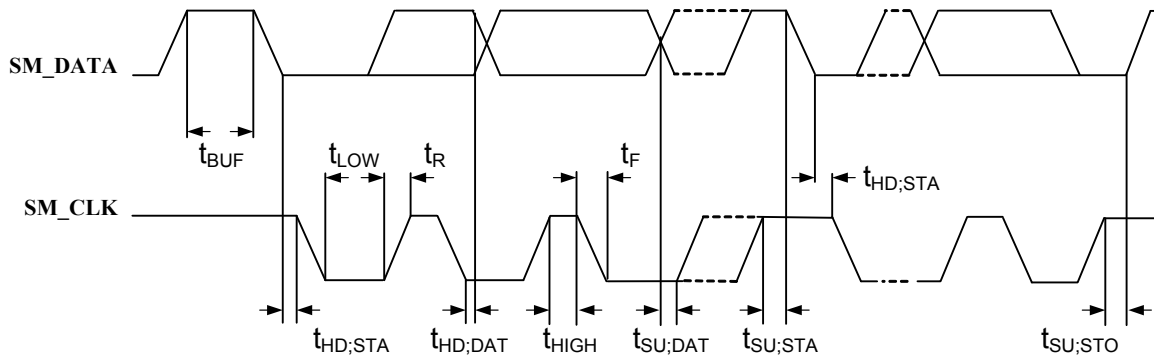 SM_DATA
tBUF
tLOW
tR
tF
tHD;STA
SM_CLK
tHD;STA
tHD;DAT
tHIGH
tSU;DAT
tSU;STA
tSU;STO